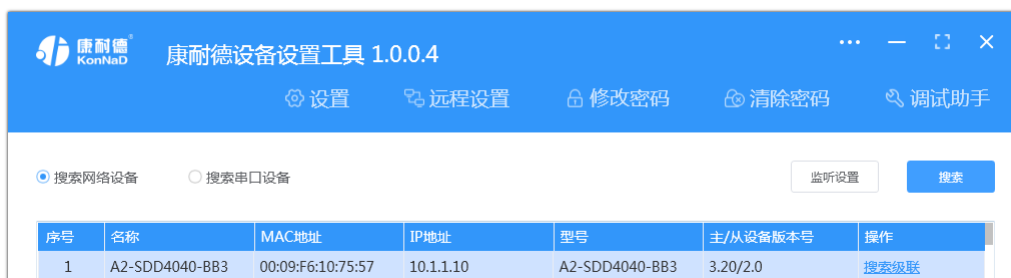 康耐德®
KonNaD
康耐德设备设置工具 1.0.0.4
设置 远程设置 修改密码 清除密码 调试助手
搜索网络设备 搜索串口设备 监听设置 搜索
序号 名称 MAC地址 IP地址 型号 主/从设备版本号 操作
1 A2-SDD4040-BB3 00:09:F6:10:75:57 10.1.1.10 A2-SDD4040-BB3 3.20/2.0 搜索级联